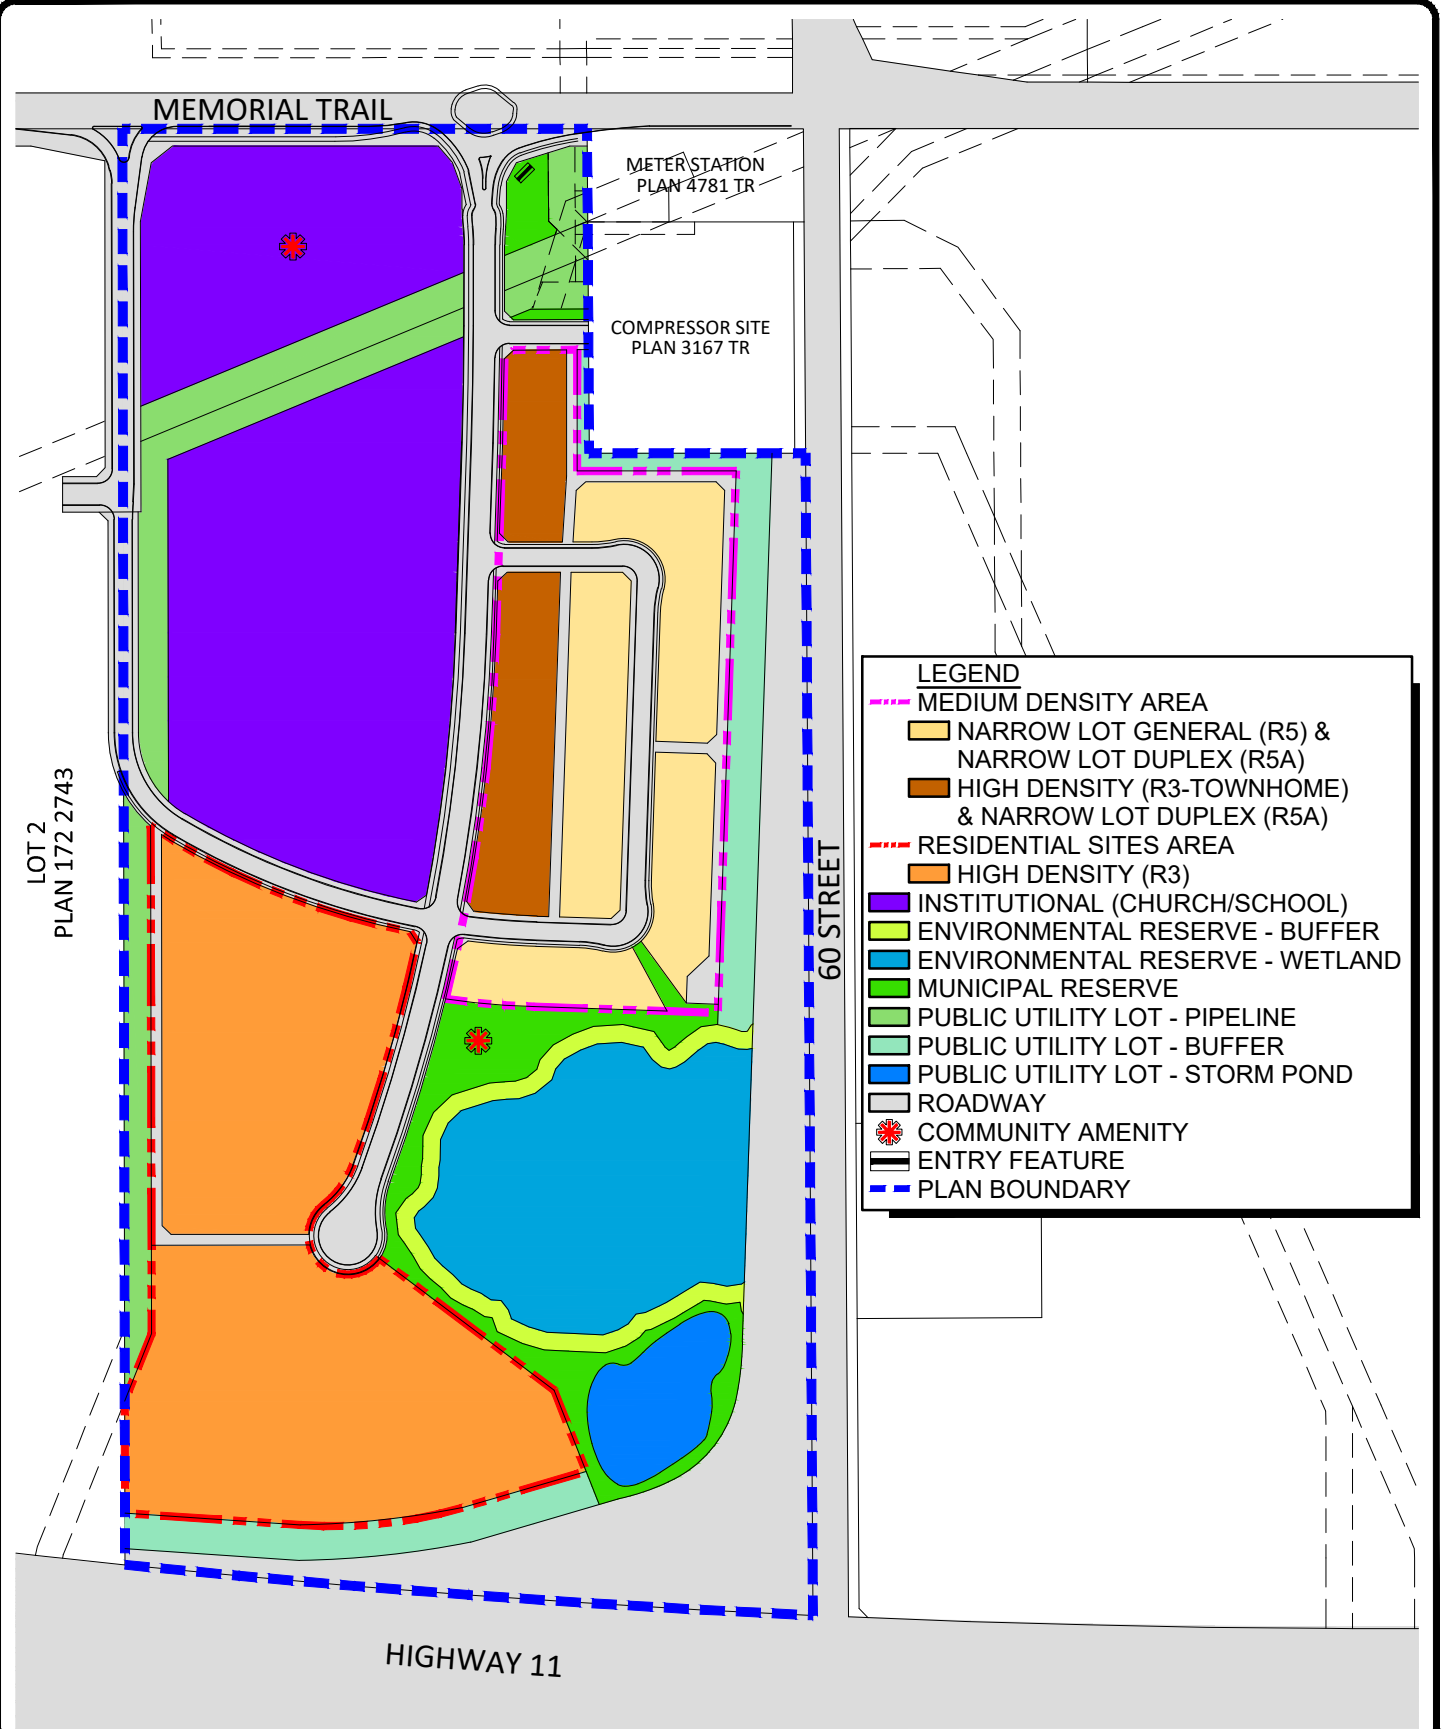 MEMORIAL TRAIL
METER STATION
PLAN 4781 TR
COMPRESSOR SITE
PLAN 3167 TR
LOT 2
PLAN 172 2743
60 STREET
LEGEND
MEDIUM DENSITY AREA
NARROW LOT GENERAL (R5) &
NARROW LOT DUPLEX (R5A)
HIGH DENSITY (R3-TOWNHOME)
& NARROW LOT DUPLEX (R5A)
RESIDENTIAL SITES AREA
HIGH DENSITY (R3)
INSTITUTIONAL (CHURCH/SCHOOL)
ENVIRONMENTAL RESERVE - BUFFER
ENVIRONMENTAL RESERVE - WETLAND
MUNICIPAL RESERVE
PUBLIC UTILITY LOT - PIPELINE
PUBLIC UTILITY LOT - BUFFER
PUBLIC UTILITY LOT - STORM POND
ROADWAY
COMMUNITY AMENITY
ENTRY FEATURE
PLAN BOUNDARY
HIGHWAY 11